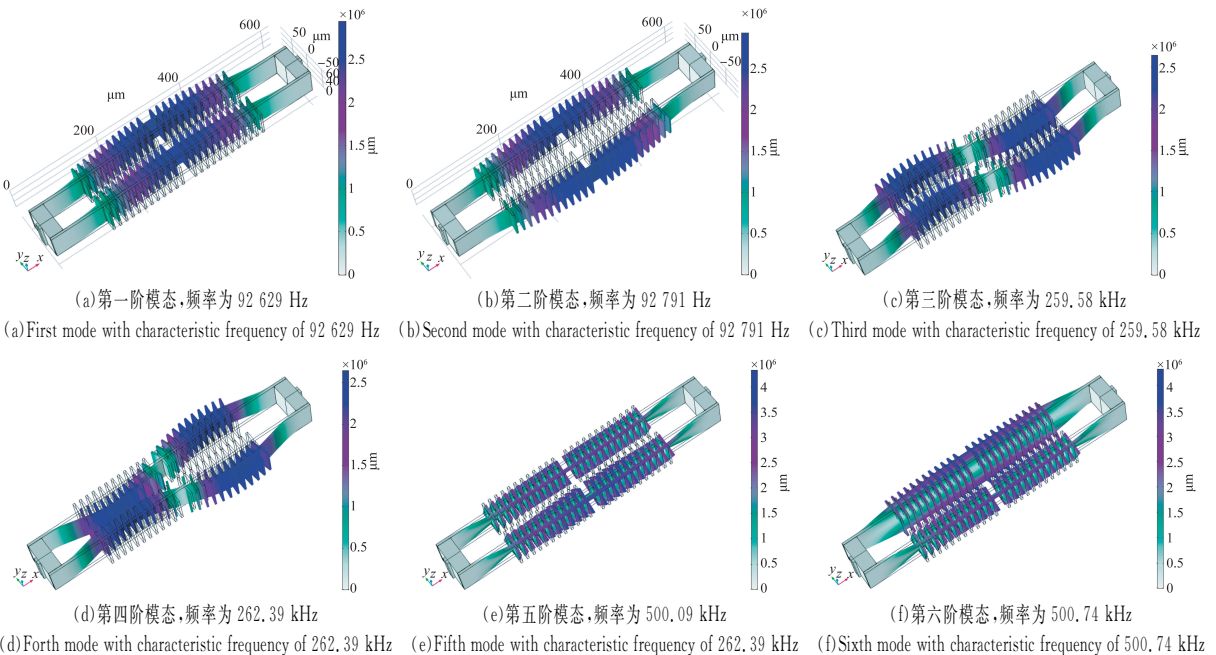 ×10⁶
600
50
0
−50
μm
400
μm
200
0
2.5
2
1.5
1
0.5
0
μm
y z x
×10⁶
μm
600
50
0
−50
400
μm
200
0
2.5
2
1.5
1
0.5
0
μm
y z x
×10⁶
2.5
2
1.5
1
0.5
0
μm
y z x
(a)第一阶模态,频率为 92 629 Hz
(b)第二阶模态,频率为 92 791 Hz
(c)第三阶模态,频率为 259.58 kHz
(a)First mode with characteristic frequency of 92 629 Hz
(b)Second mode with characteristic frequency of 92 791 Hz
(c)Third mode with characteristic frequency of 259.58 kHz
×10⁶
2.5
2
1.5
1
0.5
0
μm
y z x
×10⁶
4
3.5
3
2.5
2
1.5
1
0.5
0
μm
y z x
×10⁶
4
3.5
3
2.5
2
1.5
1
0.5
0
μm
y z x
(d)第四阶模态,频率为 262.39 kHz
(e)第五阶模态,频率为 500.09 kHz
(f)第六阶模态,频率为 500.74 kHz
(d)Forth mode with characteristic frequency of 262.39 kHz
(e)Fifth mode with characteristic frequency of 262.39 kHz
(f)Sixth mode with characteristic frequency of 500.74 kHz